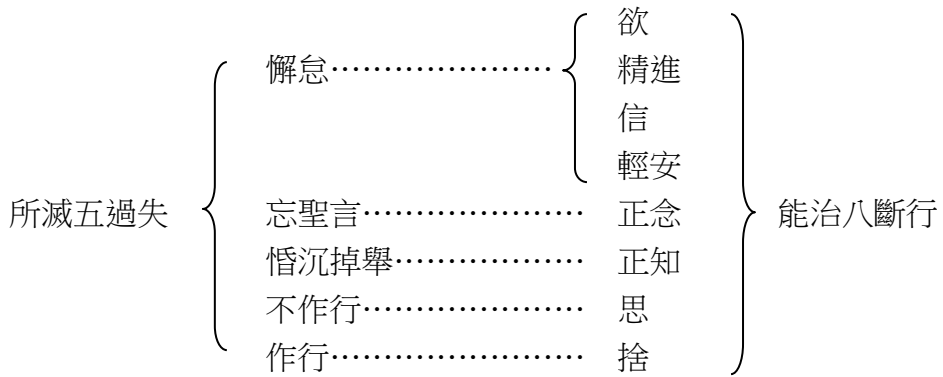 欲
懈怠………………… 精進
信
輕安
所滅五過失 忘聖言………………… 正念 能治八斷行
惛沉掉舉……………… 正知
不作行………………… 思
作行…………………… 捨